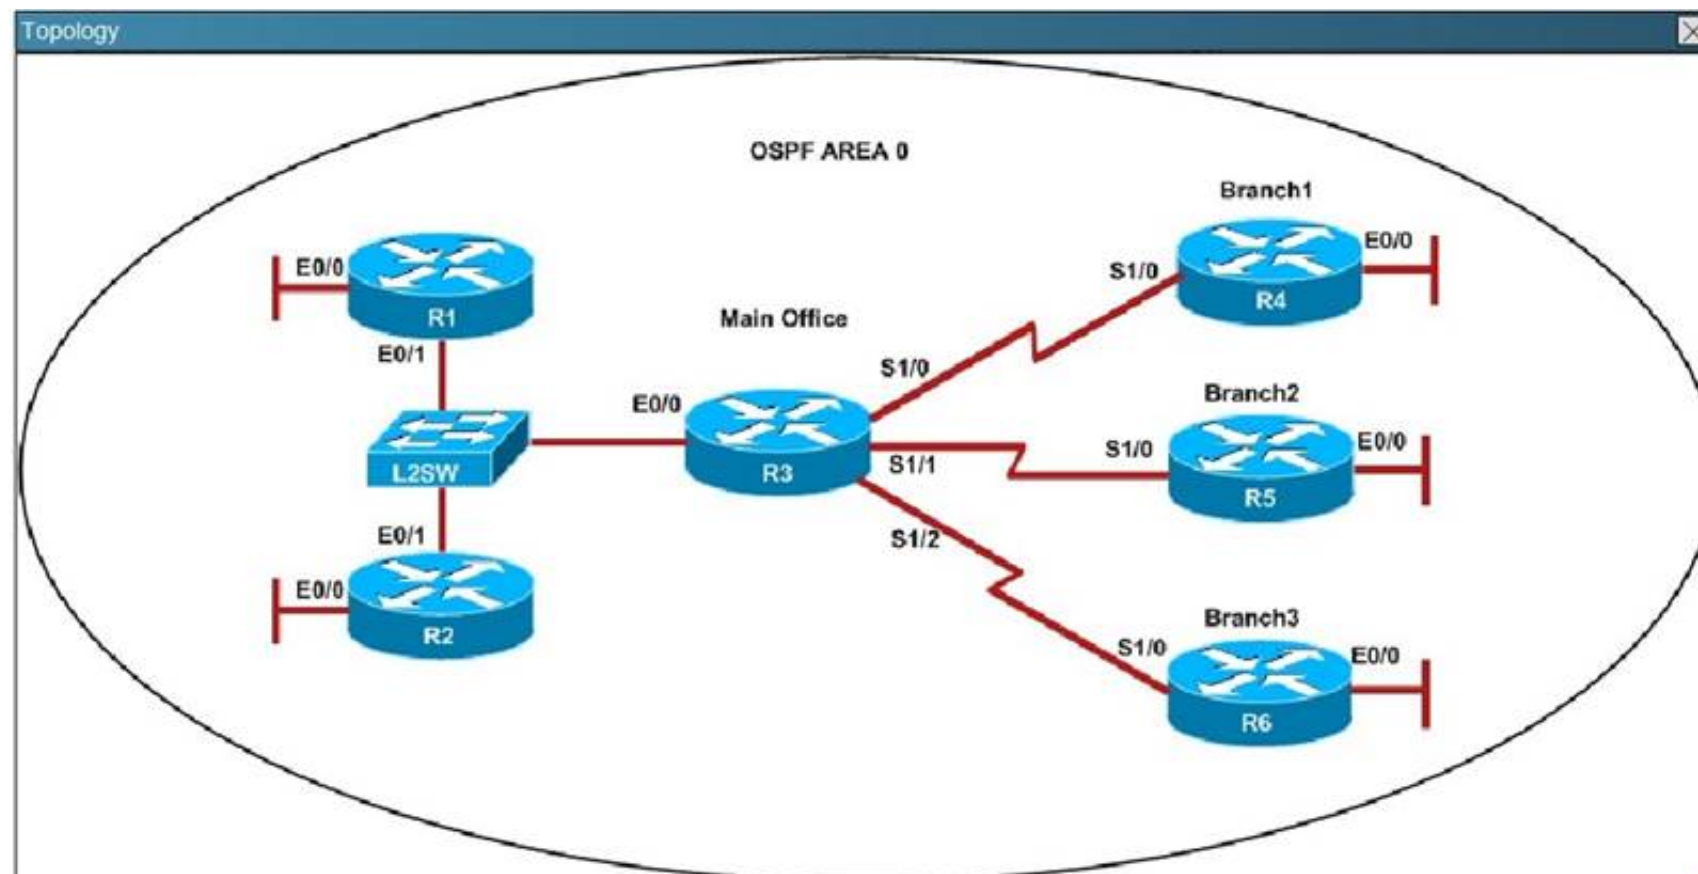 Topology
OSPF AREA 0
Branch1
E0/0
E0/0
S1/0
R4
R1
Main Office
E0/1
S1/0
Branch2
E0/0
E0/0
S1/0
L2SW
S1/1
R3
R5
E0/1
S1/2
E0/0
Branch3
R2
S1/0
E0/0
R6